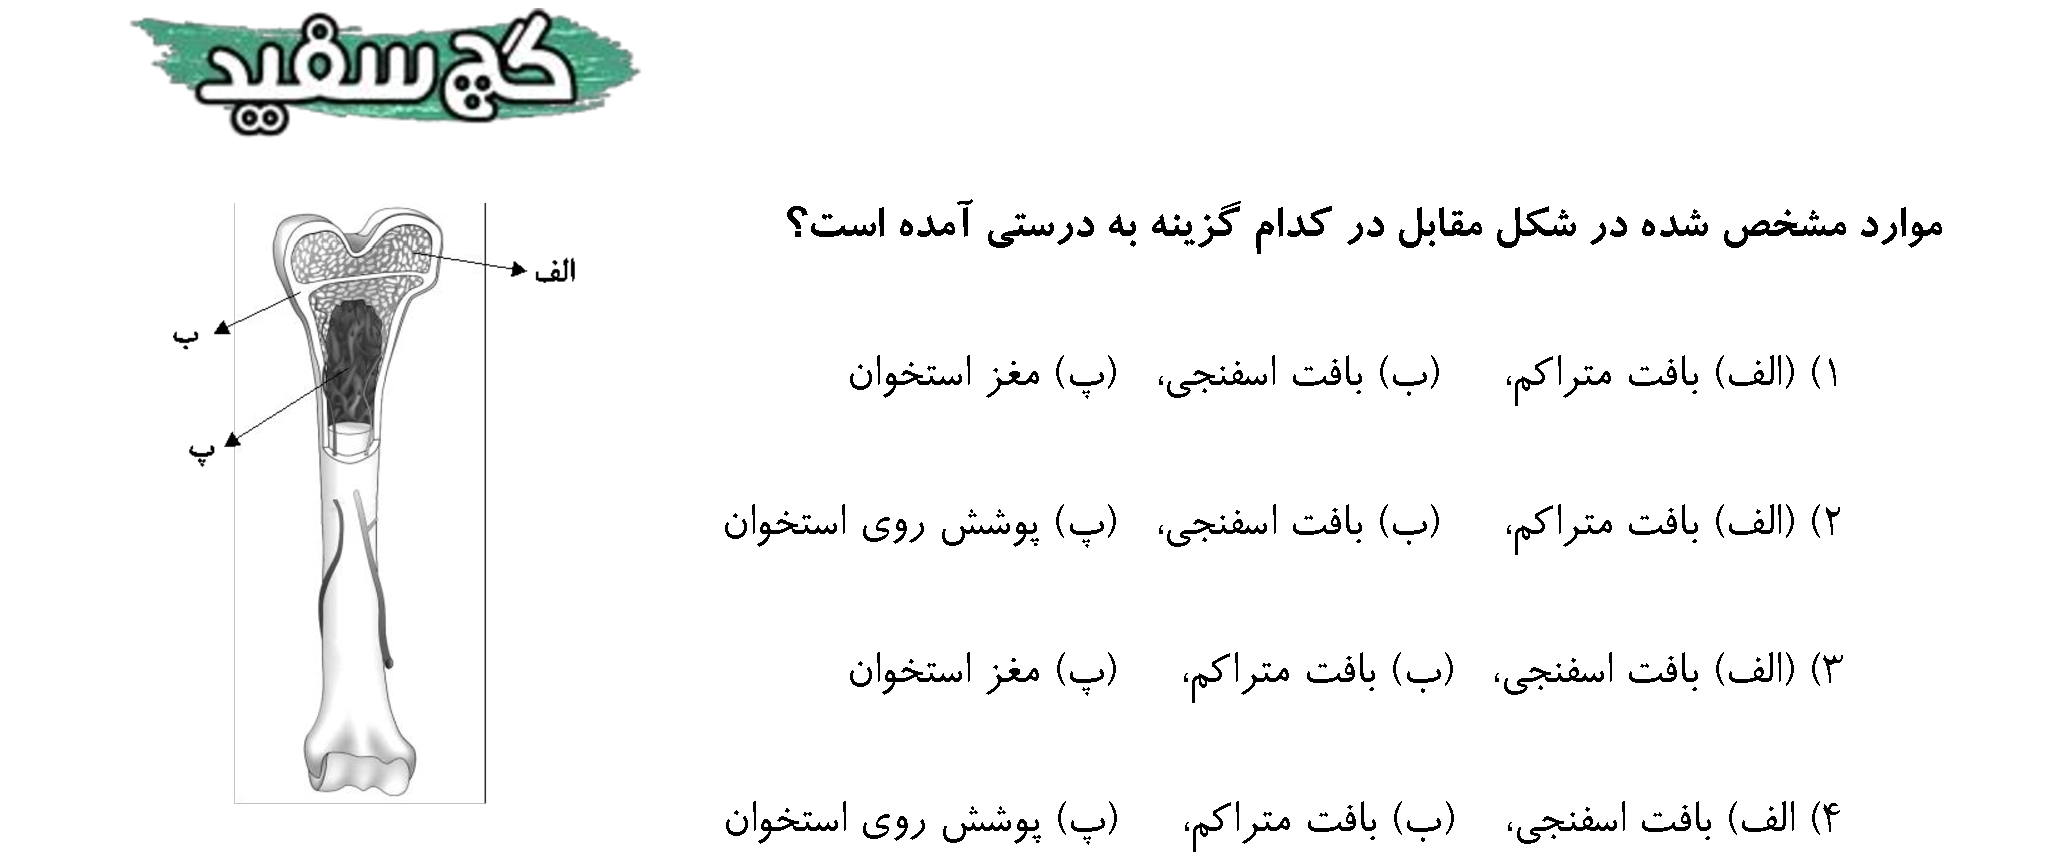 گچ سفید
موارد مشخص شده در شکل مقابل در کدام گزینه به درستی آمده است؟
الف
ب
پ
۱) (الف) بافت متراکم، (ب) بافت اسفنجی، (پ) مغز استخوان
۲) (الف) بافت متراکم، (ب) بافت اسفنجی، (پ) پوشش روی استخوان
۳) (الف) بافت اسفنجی، (ب) بافت متراکم، (پ) مغز استخوان
۴) الف) بافت اسفنجی، (ب) بافت متراکم، (پ) پوشش روی استخوان